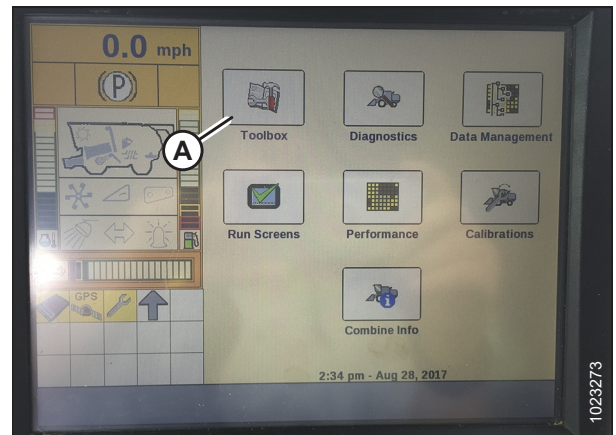 0.0 mph
(P)
A
Toolbox
Diagnostics
Data Management
Run Screens
Performance
Calibrations
GPS
Combine Info
2:34 pm - Aug 28, 2017
1023273